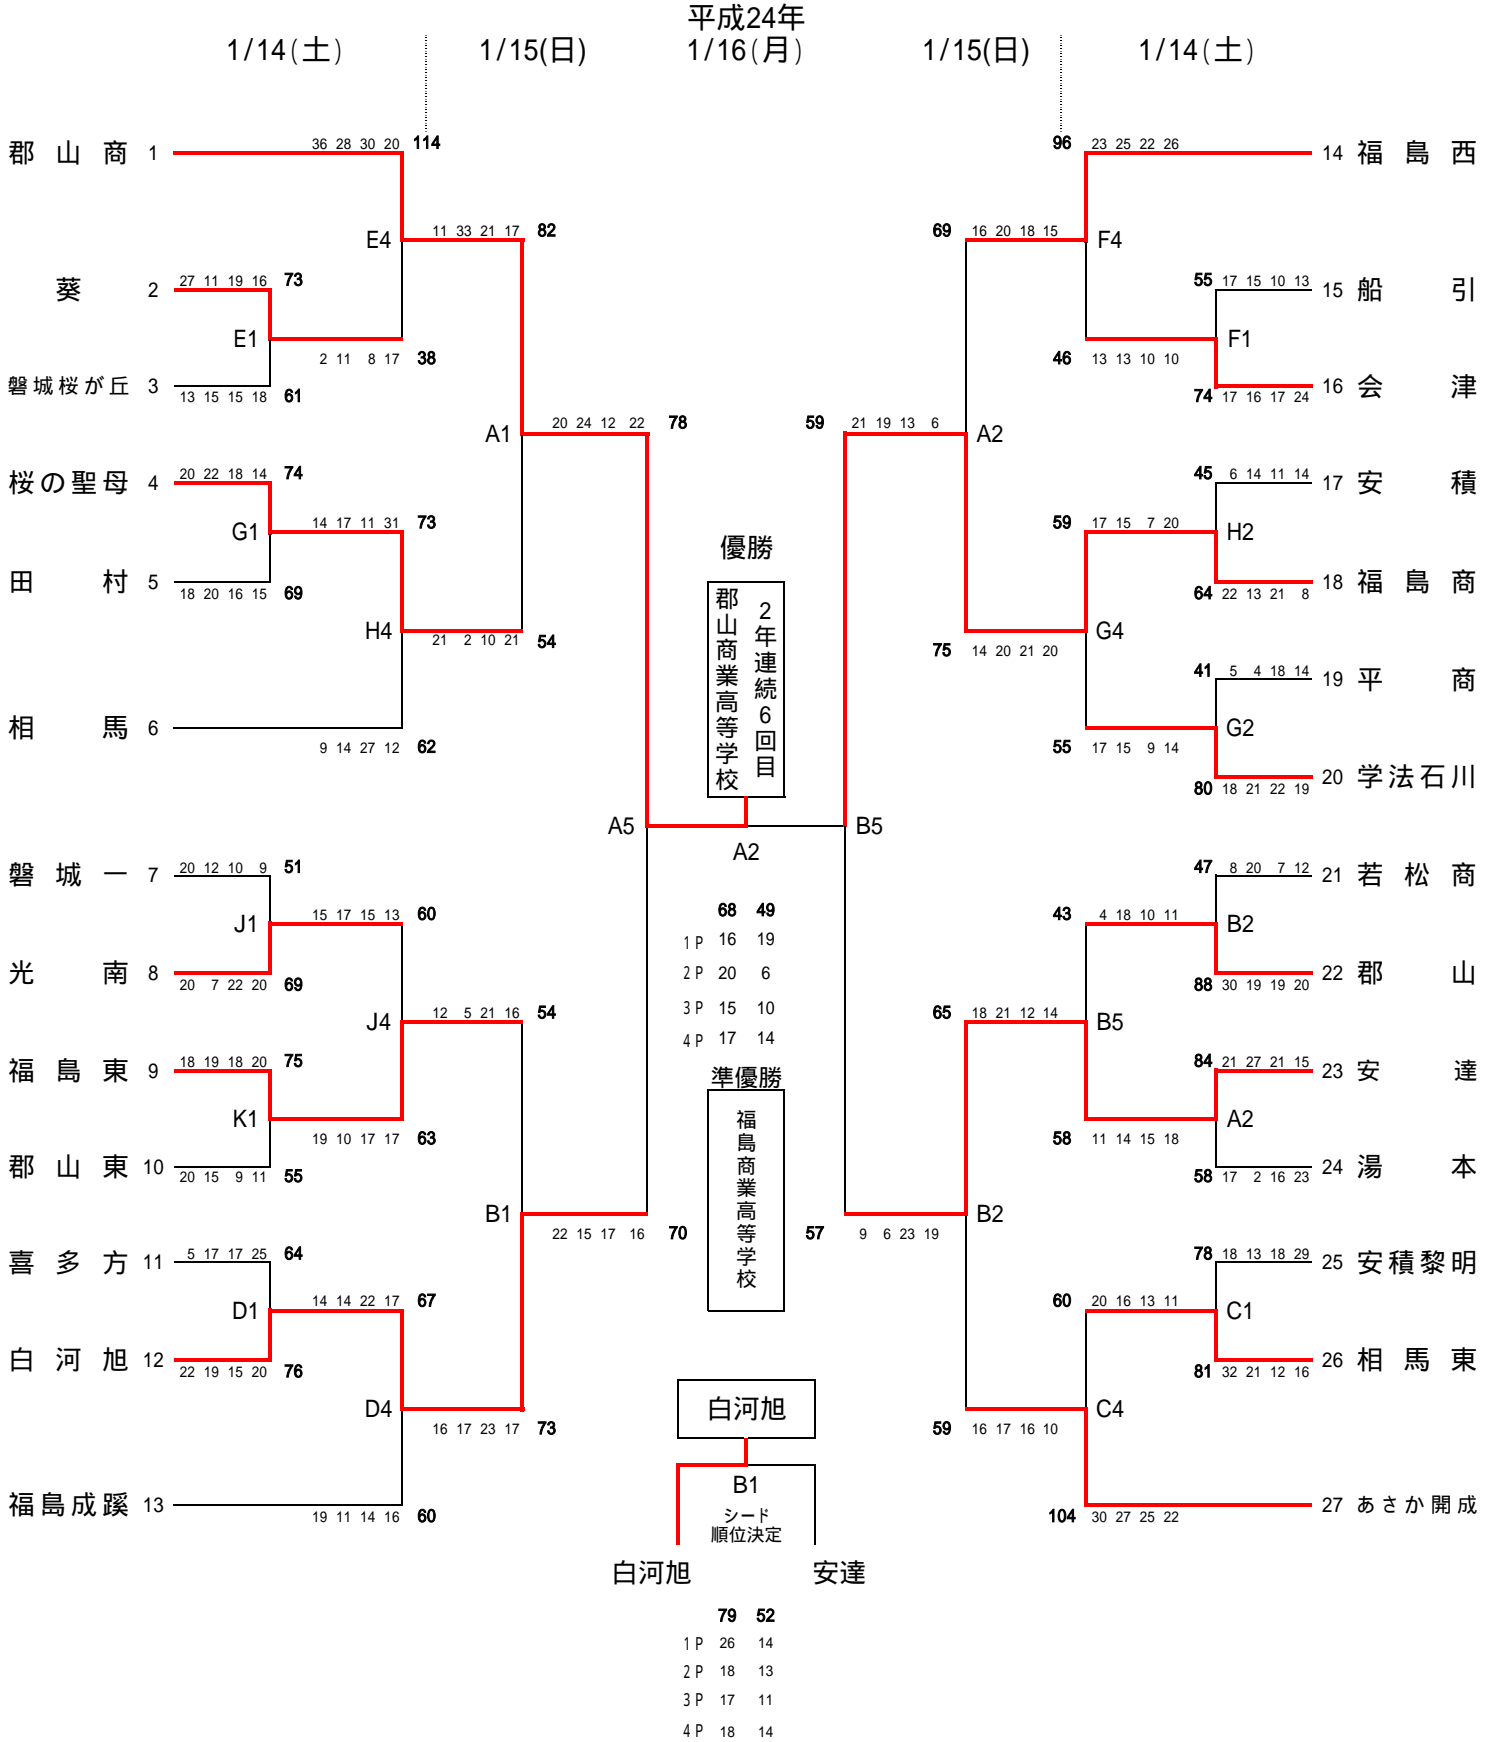 平成24年
1/14(土) 1/15(日) 1/16(月) 1/15(日) 1/14(土)
郡山商 1 36 28 30 20 114
E4 11 33 21 17 82
葵 2 27 11 19 16 73
E1
2 11 8 17 38
磐城桜が丘 3 13 15 15 18 61
A1 20 24 12 22 78
桜の聖母 4 20 22 18 14 74
G1 14 17 11 31 73
田村 5 18 20 16 15 69
H4 21 2 10 21 54
相馬 6 9 14 27 12 62
A5
磐城一 7 20 12 10 9 51
J1 15 17 15 13 60
光南 8 20 7 22 20 69
J4 12 5 21 16 54
福島東 9 18 19 18 20 75
K1 19 10 17 17 63
郡山東 10 20 15 9 11 55
B1 22 15 17 16 70
喜多方 11 5 17 17 25 64
D1 14 14 22 17 67
白河旭 12 22 19 15 20 76
D4 16 17 23 17 73
福島成蹊 13 19 11 14 16 60
優勝
2年連続6回目
郡山商業高等学校
A2
68 49
1P 16 19
2P 20 6
3P 15 10
4P 17 14
準優勝
福島商業高等学校
白河旭
B1
シード
順位決定
白河旭 安達
79 52
1P 26 14
2P 18 13
3P 17 11
4P 18 14
96 23 25 22 26 14 福島西
69 16 20 18 15 F4
55 17 15 10 13 15 船引
F1
46 13 13 10 10
74 17 16 17 24 16 会津
59 21 19 13 6 A2
45 6 14 11 14 17 安積
59 17 15 7 20 H2
64 22 13 21 8 18 福島商
75 14 20 21 20 G4
41 5 4 18 14 19 平商
55 17 15 9 14 G2
80 18 21 22 19 20 学法石川
B5
47 8 20 7 12 21 若松商
43 4 18 10 11 B2
88 30 19 19 20 22 郡山
65 18 21 12 14 B5
84 21 27 21 15 23 安達
58 11 14 15 18 A2
58 17 2 16 23 24 湯本
57 9 6 23 19 B2
78 18 13 18 29 25 安積黎明
60 20 16 13 11 C1
81 32 21 12 16 26 相馬東
59 16 17 16 10 C4
104 30 27 25 22 27 あさか開成